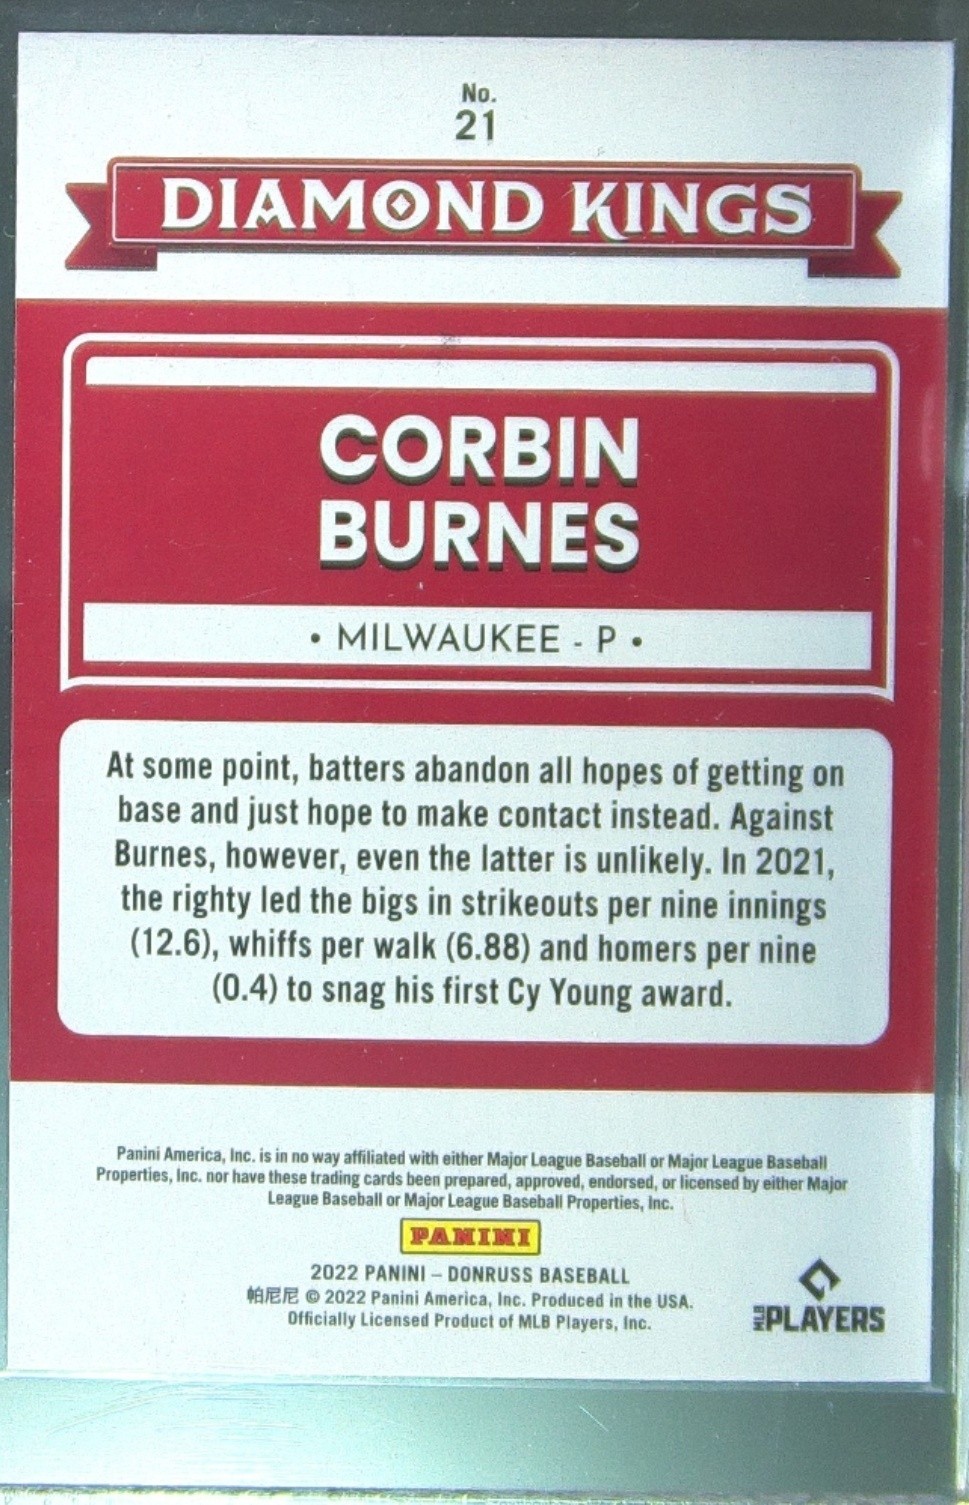 No.
21
DIAMOND KINGS
CORBIN
BURNES
• MILWAUKEE - P •
At some point, batters abandon all hopes of getting on
base and just hope to make contact instead. Against
Burnes, however, even the latter is unlikely. In 2021,
the righty led the bigs in strikeouts per nine innings
(12.6), whiffs per walk (6.88) and homers per nine
(0.4) to snag his first Cy Young award.
Panini America, Inc. is in no way affiliated with either Major League Baseball or Major League Baseball
Properties, Inc. nor have these trading cards been prepared, approved, endorsed, or licensed by either Major
League Baseball or Major League Baseball Properties, Inc.
PANINI
2022 PANINI – DONRUSS BASEBALL
帕尼尼 © 2022 Panini America, Inc. Produced in the USA.
Officially Licensed Product of MLB Players, Inc.
MLB PLAYERS